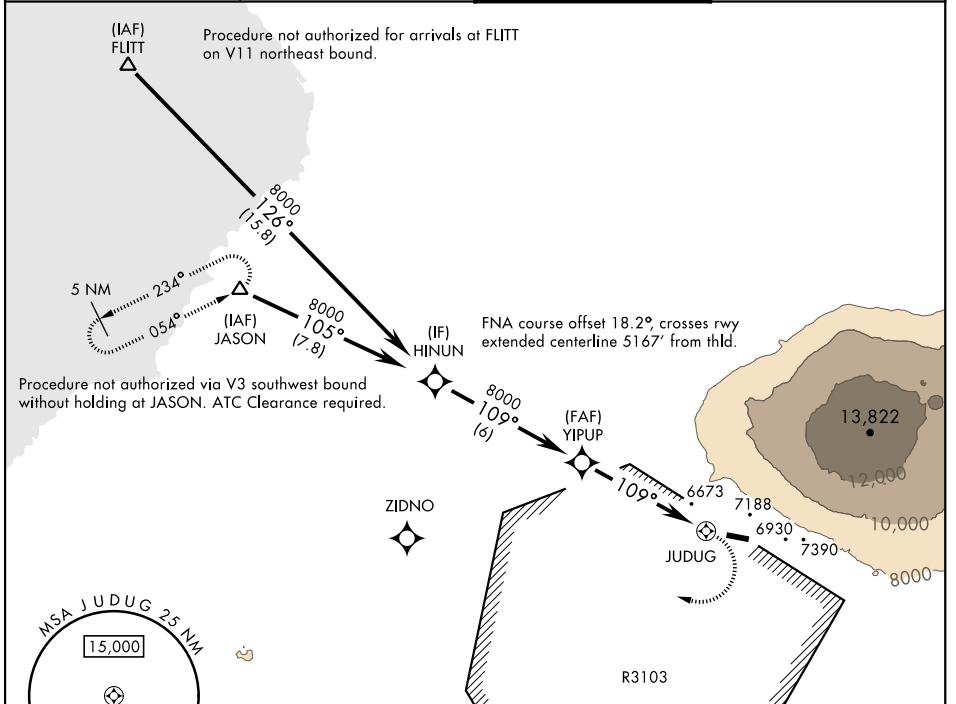 (IAF)
FLITT
Procedure not authorized for arrivals at FLITT
on V11 northeast bound.
8000
126°
(15.8)
5 NM
234°
054°
(IAF)
JASON
8000
105°
(7.8)
(IF)
HINUN
FNA course offset 18.2°, crosses rwy
extended centerline 5167' from thld.
Procedure not authorized via V3 southwest bound
without holding at JASON. ATC Clearance required.
8000
109°
(6)
(FAF)
YIPUP
13,822
12,000
10,000
8000
109°
6673
7188
6930
7390
JUDUG
ZIDNO
MSA JUDUG 25 NM
15,000
R3103